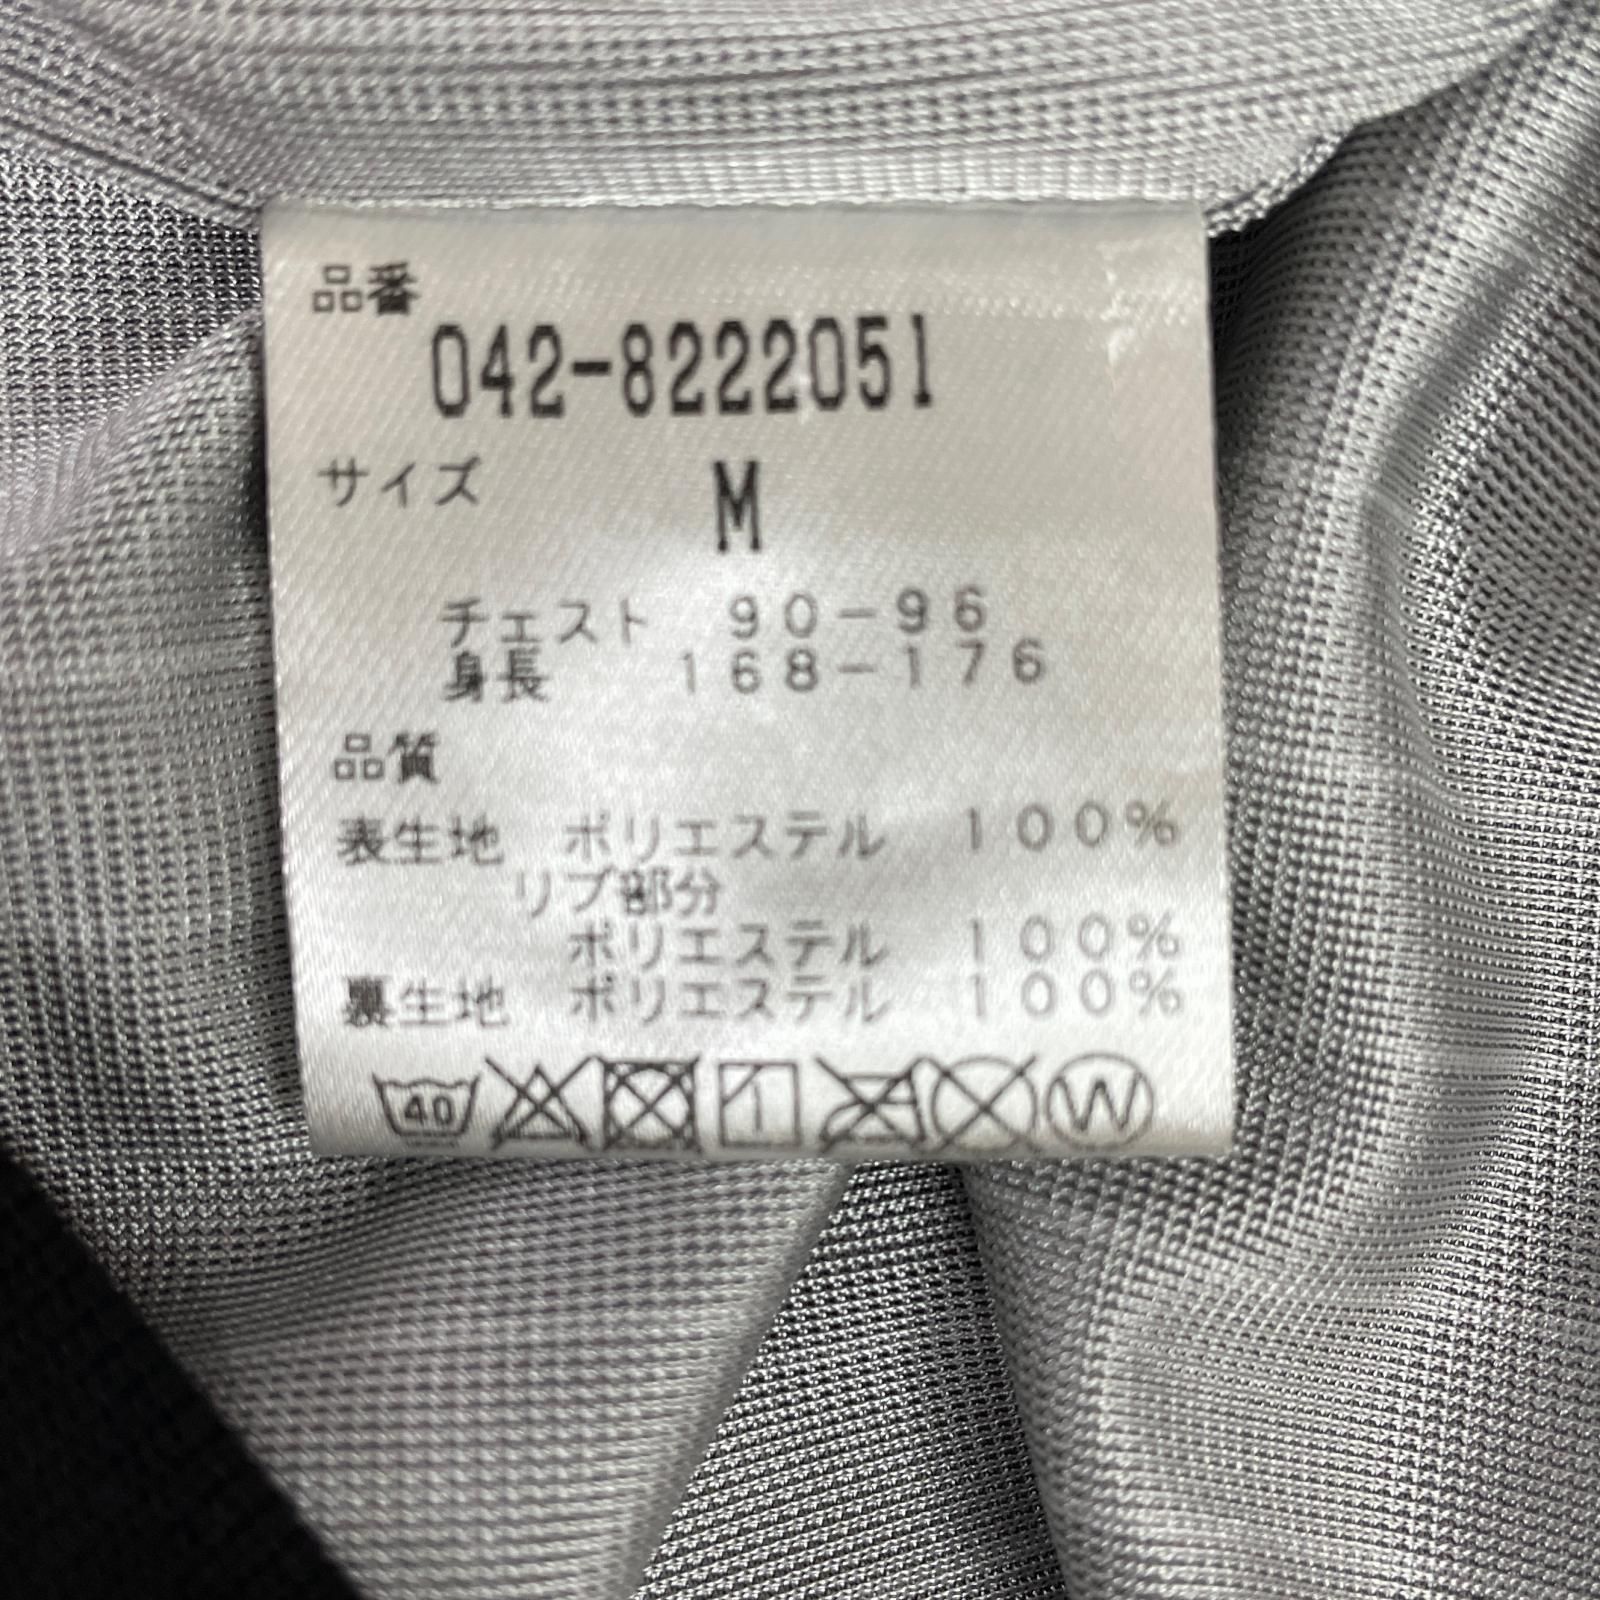 品番
042-8222051
サイズ M
チェスト 90-96
身長 168-176
品質
表生地 ポリエステル 100%
リブ部分
ポリエステル 100%
裏生地 ポリエステル 100%
40 W